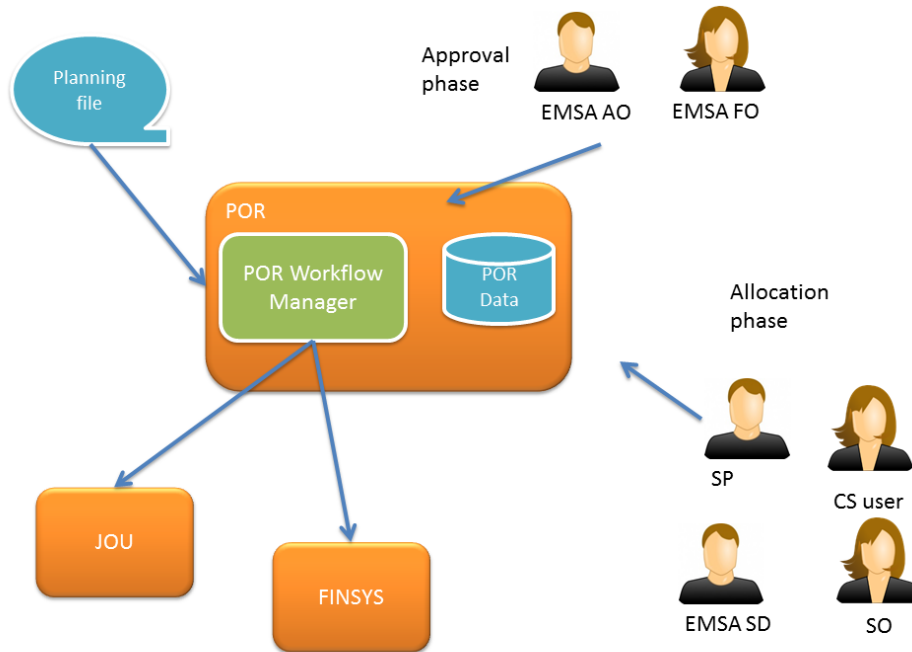 Planning
file
Approval
phase
EMSA AO
EMSA FO
POR
POR Workflow
Manager
POR
Data
Allocation
phase
SP
CS user
EMSA SD
SO
JOU
FINSYS